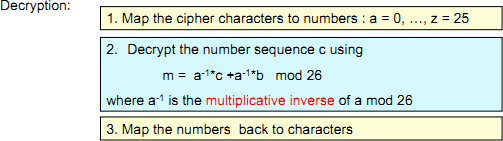 Decryption:
1. Map the cipher characters to numbers : a = 0, ..., z = 25
2. Decrypt the number sequence c using
m = a⁻¹*c +a⁻¹*b mod 26
where a⁻¹ is the multiplicative inverse of a mod 26
3. Map the numbers back to characters